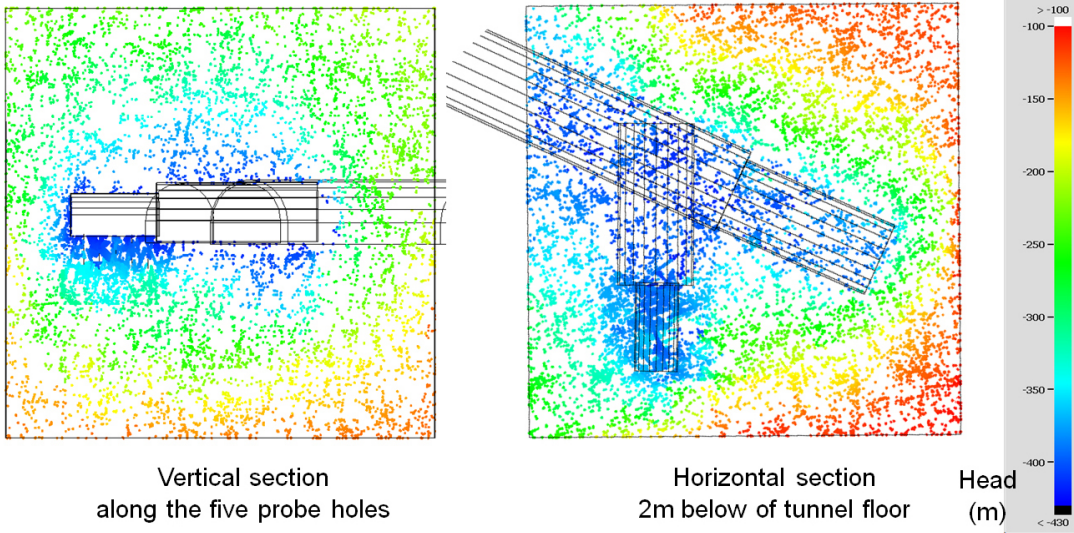 > -100
-100
-150
-200
-250
-300
-350
-400
< -430
Vertical section
along the five probe holes
Horizontal section
2m below of tunnel floor
Head
(m)